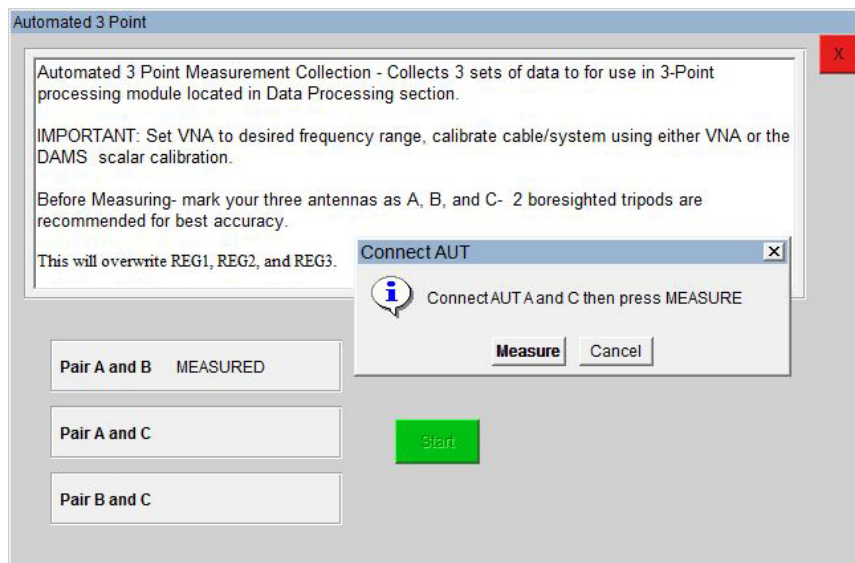 Automated 3 Point
X
Automated 3 Point Measurement Collection - Collects 3 sets of data to for use in 3-Point
processing module located in Data Processing section.
IMPORTANT: Set VNA to desired frequency range, calibrate cable/system using either VNA or the
DAMS scalar calibration.
Before Measuring- mark your three antennas as A, B, and C- 2 boresighted tripods are
recommended for best accuracy.
This will overwrite REG1, REG2, and REG3.
Connect AUT
Connect AUT A and C then press MEASURE
Measure Cancel
Pair A and B MEASURED
Pair A and C
Start
Pair B and C